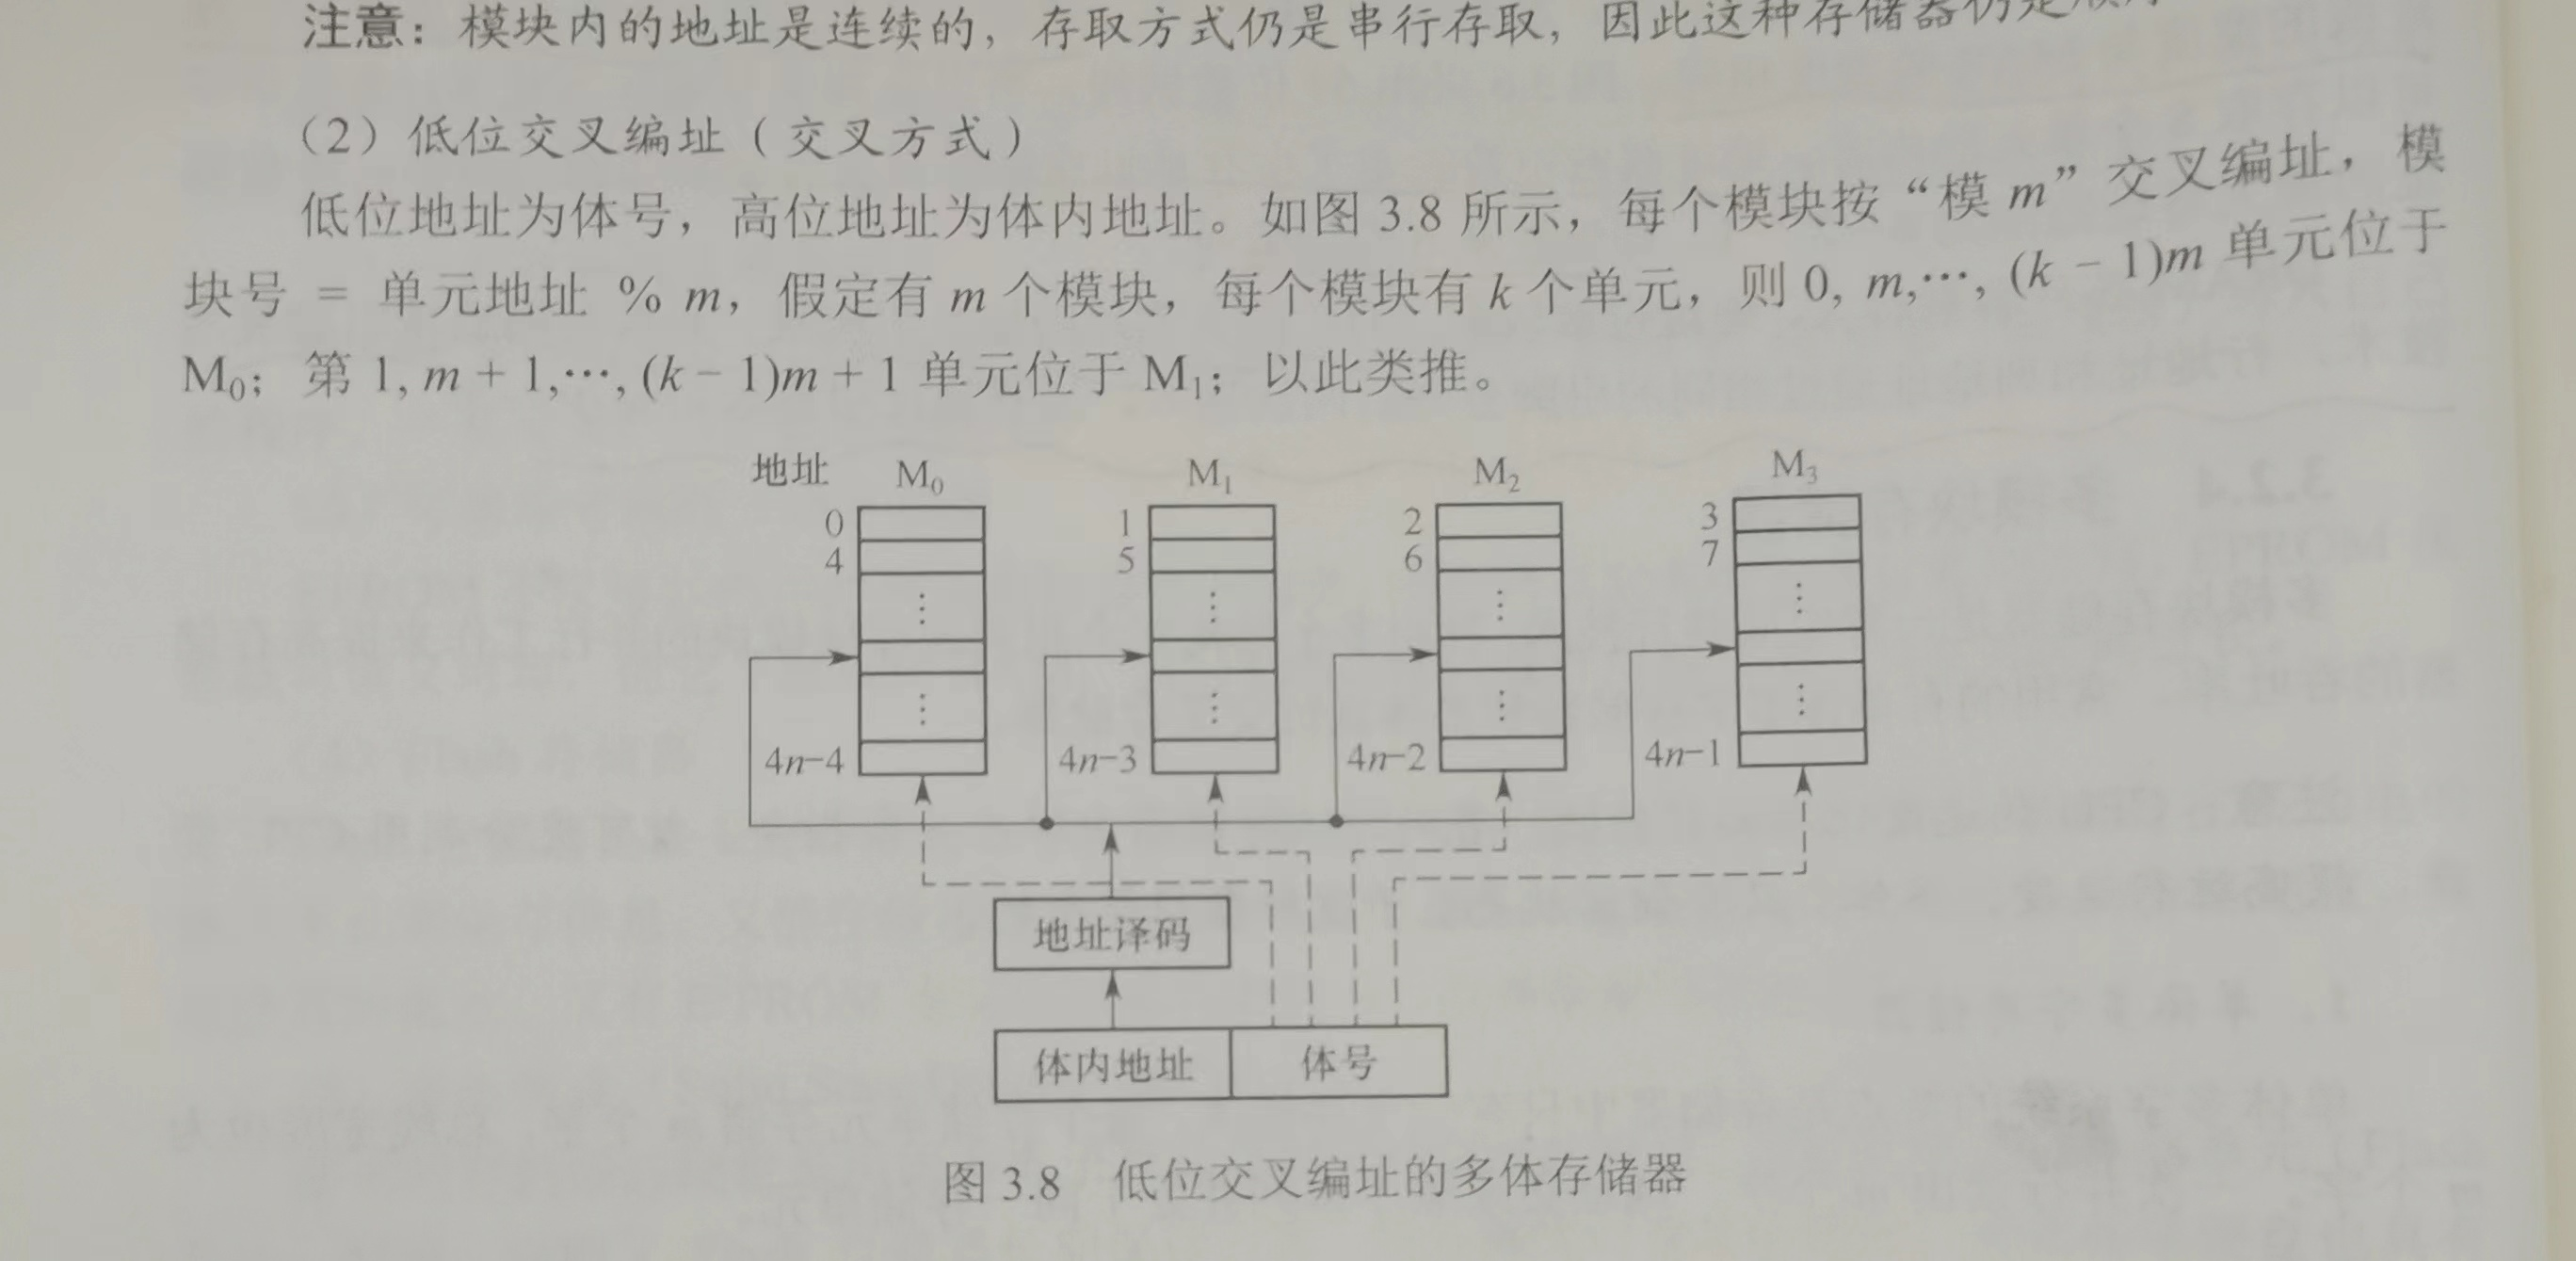 注意：模块内的地址是连续的，存取方式仍是串行存取，因此这种存储器仍是
（2）低位交叉编址（交叉方式）
低位地址为体号，高位地址为体内地址。如图 3.8 所示，每个模块按“模 m”交叉编址，模
块号 = 单元地址 % m，假定有 m 个模块，每个模块有 k 个单元，则 0, m,…, (k − 1)m 单元位于
M₀；第 1, m + 1,…, (k − 1)m + 1 单元位于 M₁；以此类推。
地址 M₀ M₁ M₂ M₃
0 1 2 3
4 5 6 7
⋮ ⋮ ⋮ ⋮
⋮ ⋮ ⋮ ⋮
4n−4 4n−3 4n−2 4n−1
地址译码
体内地址 体号
图 3.8 低位交叉编址的多体存储器